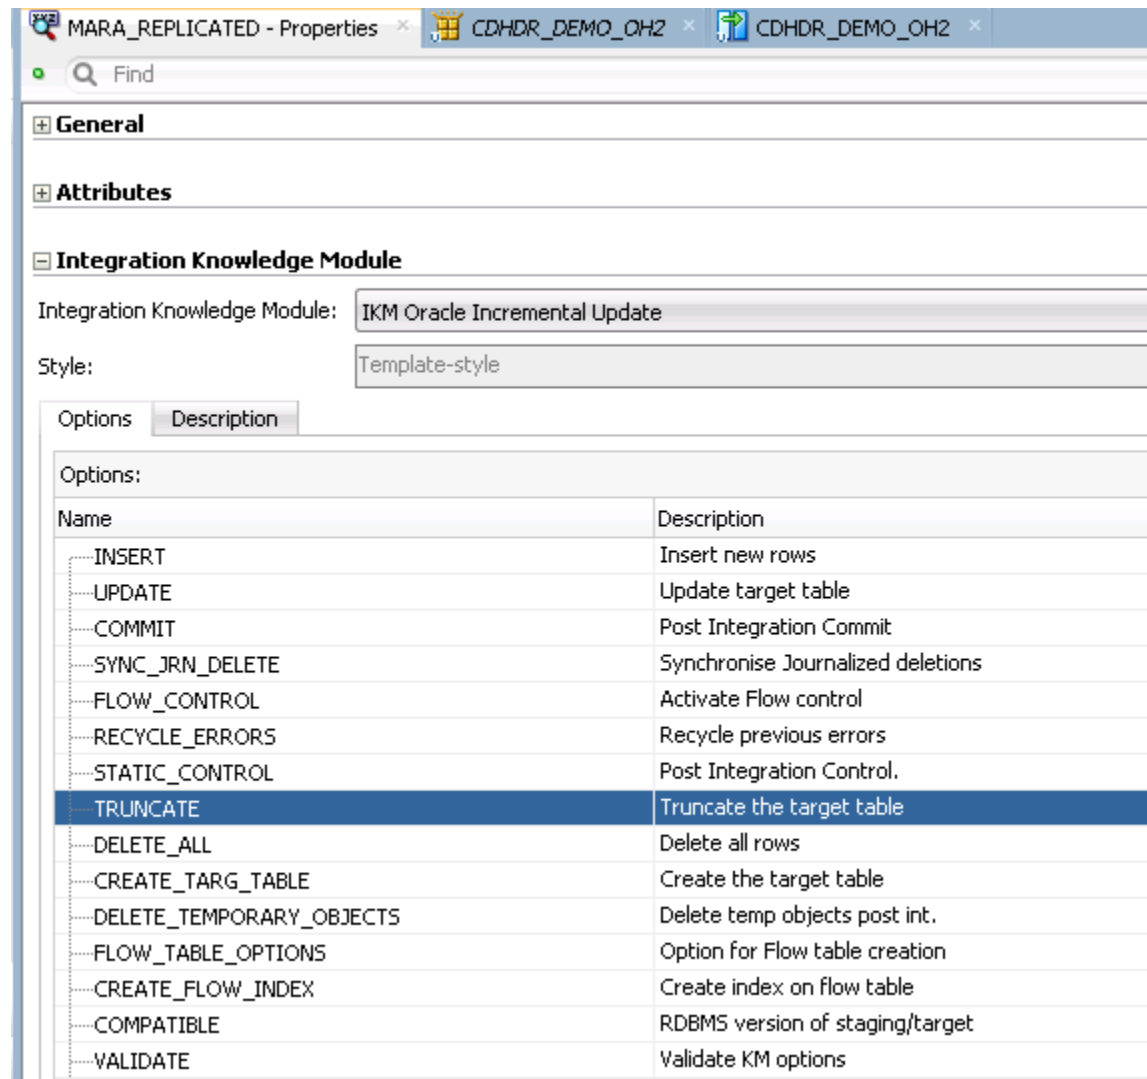 MARA_REPLICATED - Properties × CDHDR_DEMO_OH2 × CDHDR_DEMO_OH2 ×
Find
General
Attributes
Integration Knowledge Module
Integration Knowledge Module: IKM Oracle Incremental Update
Style: Template-style
Options Description
Options:
Name Description
INSERT Insert new rows
UPDATE Update target table
COMMIT Post Integration Commit
SYNC_JRN_DELETE Synchronise Journalized deletions
FLOW_CONTROL Activate Flow control
RECYCLE_ERRORS Recycle previous errors
STATIC_CONTROL Post Integration Control.
TRUNCATE Truncate the target table
DELETE_ALL Delete all rows
CREATE_TARG_TABLE Create the target table
DELETE_TEMPORARY_OBJECTS Delete temp objects post int.
FLOW_TABLE_OPTIONS Option for Flow table creation
CREATE_FLOW_INDEX Create index on flow table
COMPATIBLE RDBMS version of staging/target
VALIDATE Validate KM options